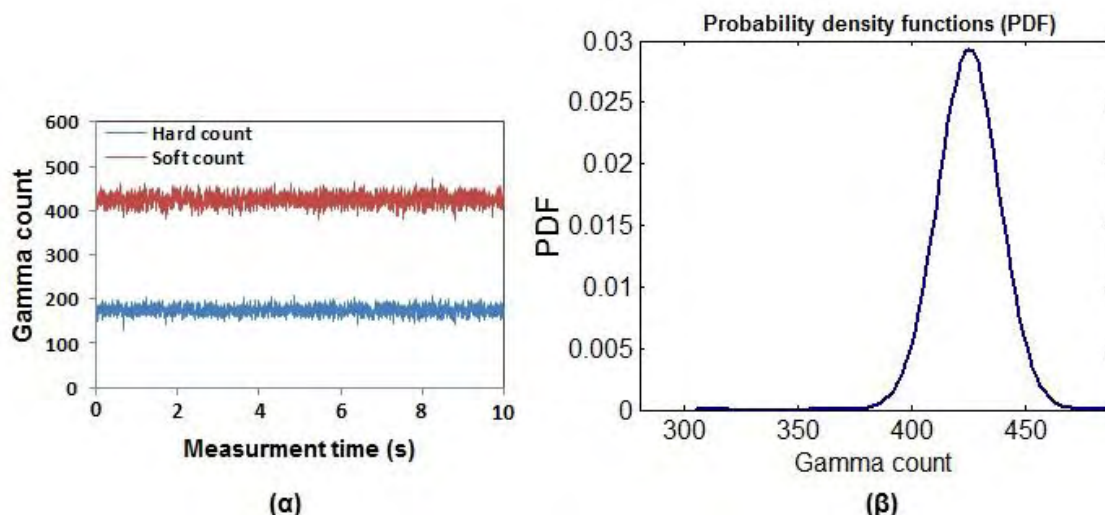 600
500
400
300
200
100
0
Gamma count
Hard count
Soft count
0 2 4 6 8 10
Measurment time (s)
(α)
Probability density functions (PDF)
0.03
0.025
0.02
0.015
0.01
0.005
0
PDF
300 350 400 450
Gamma count
(β)